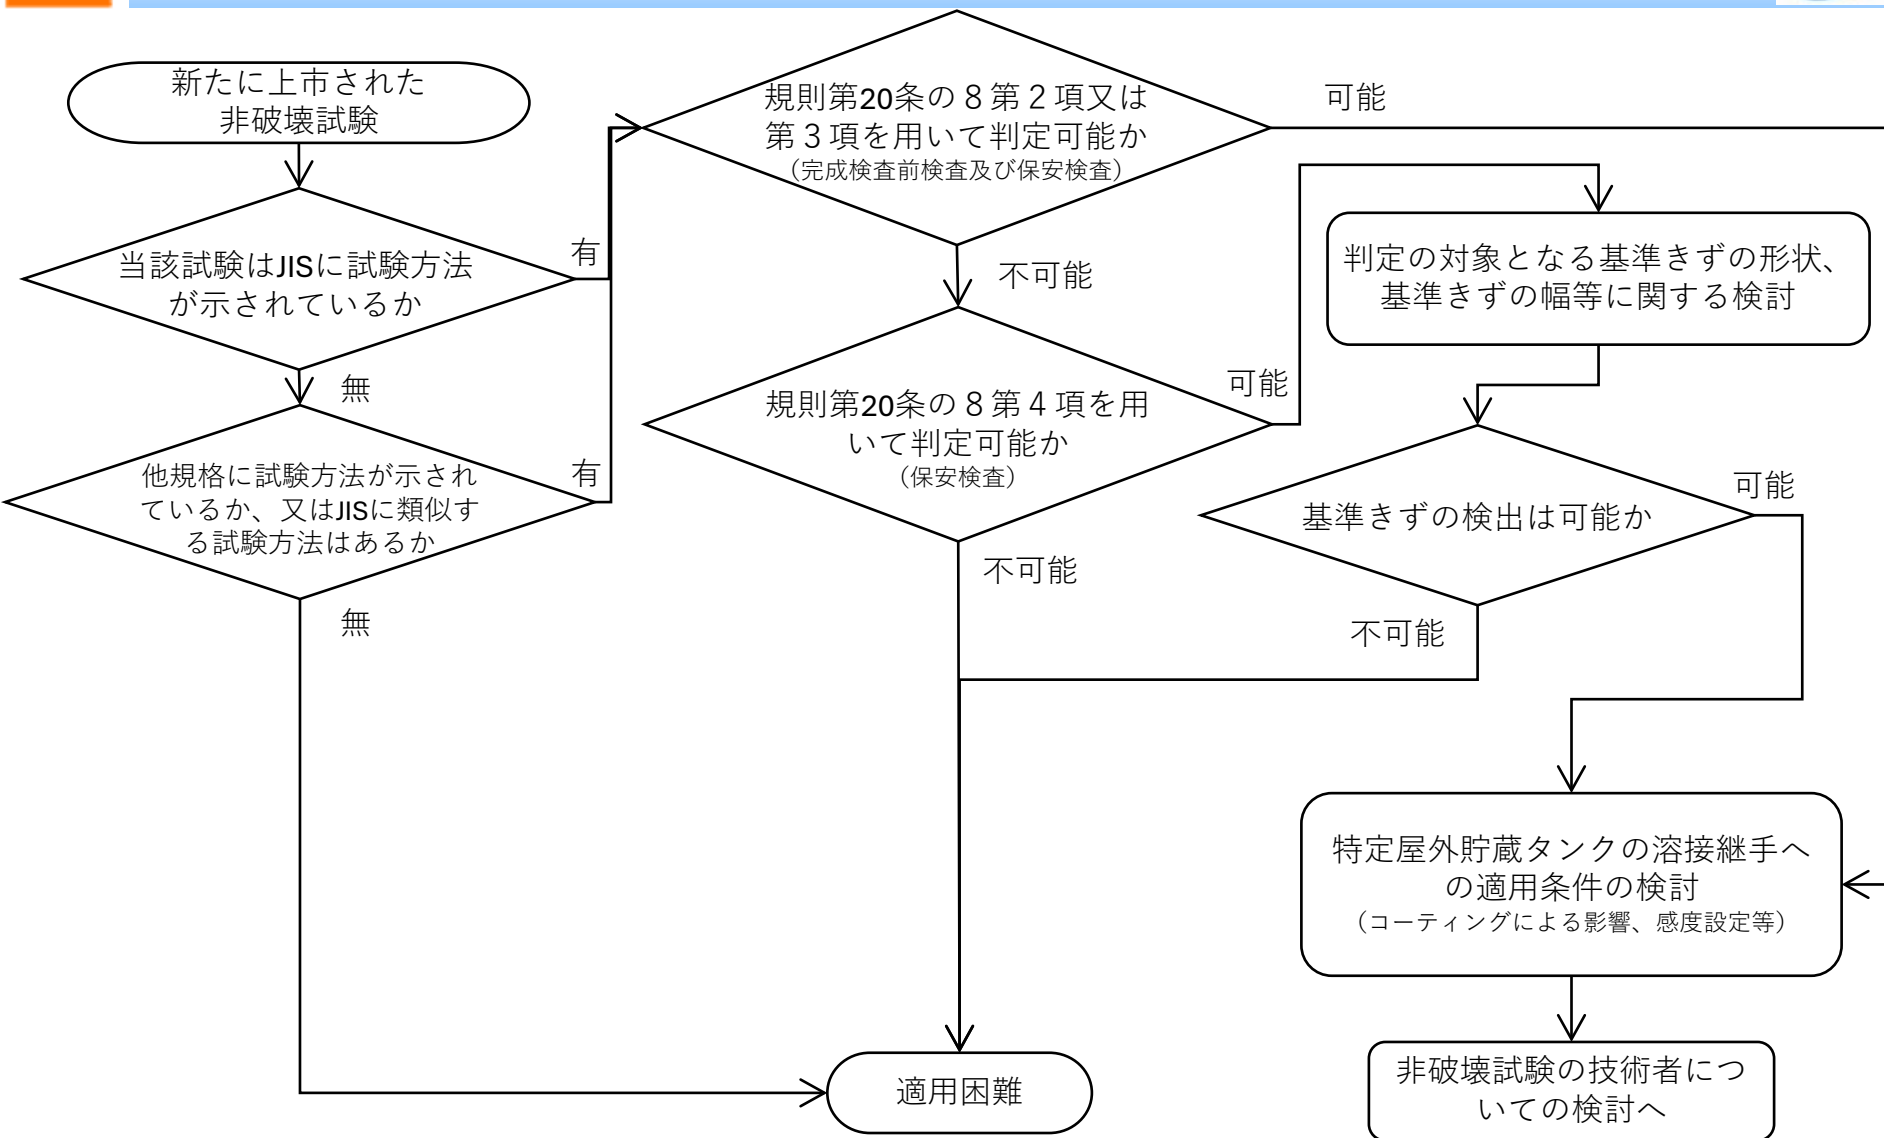 新たに上市された
非破壊試験
当該試験はJISに試験方法
が示されているか
有
無
他規格に試験方法が示され
ているか、又はJISに類似す
る試験方法はあるか
有
無
規則第20条の８第２項又は
第３項を用いて判定可能か
（完成検査前検査及び保安検査）
可能
不可能
規則第20条の８第４項を用
いて判定可能か
（保安検査）
可能
不可能
判定の対象となる基準きずの形状、
基準きずの幅等に関する検討
基準きずの検出は可能か
可能
不可能
特定屋外貯蔵タンクの溶接継手へ
の適用条件の検討
（コーティングによる影響、感度設定等）
適用困難
非破壊試験の技術者につ
いての検討へ